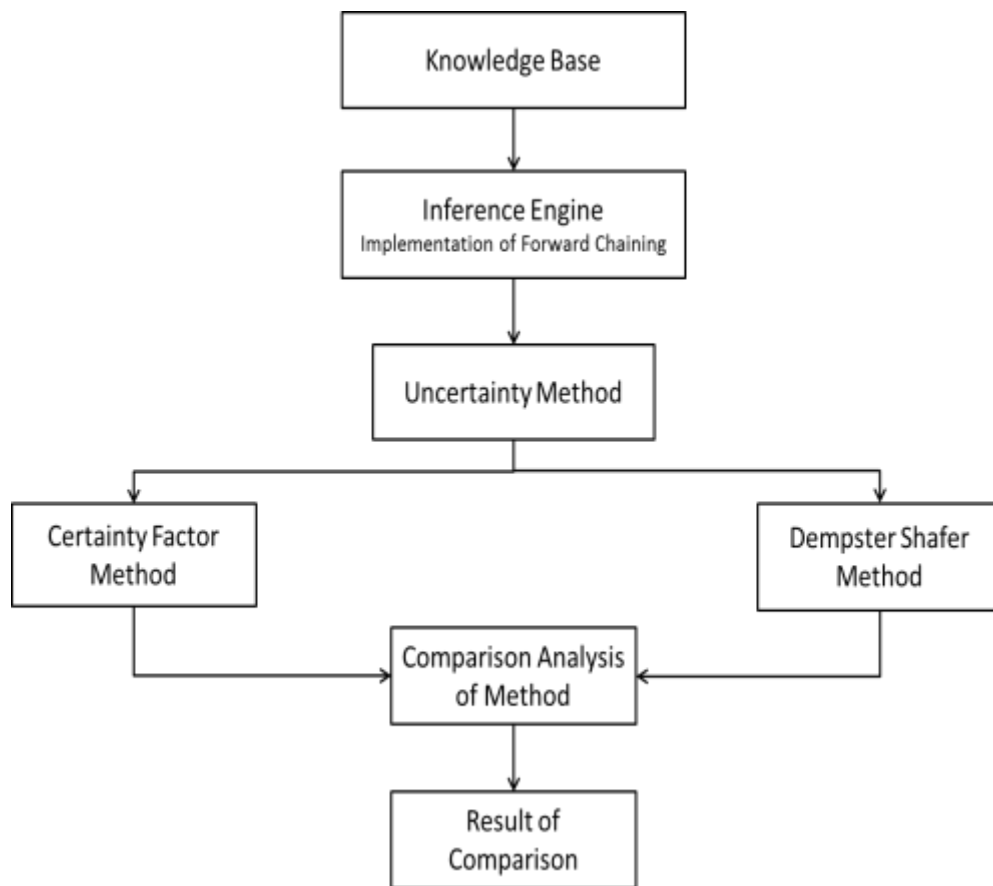 Knowledge Base
Inference Engine
Implementation of Forward Chaining
Uncertainty Method
Certainty Factor
Method
Dempster Shafer
Method
Comparison Analysis
of Method
Result of
Comparison